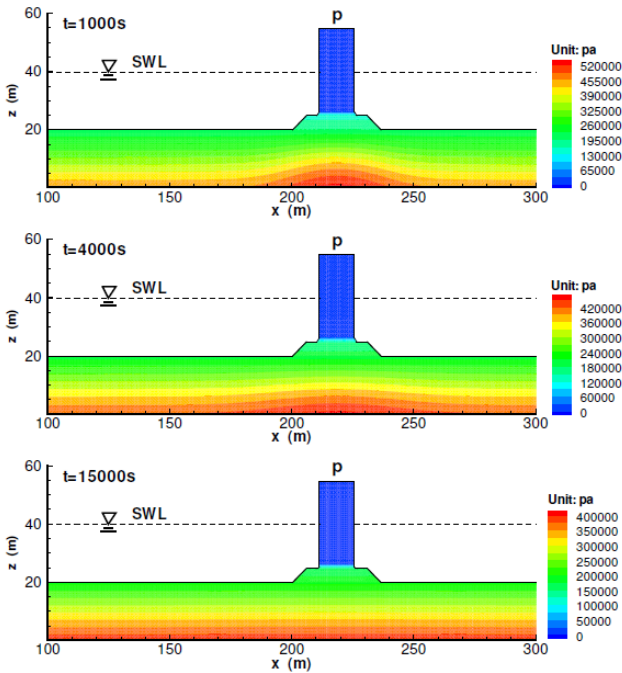 60
t=1000s
p
SWL
z (m)
40
20
100
150
200
250
300
x (m)
Unit: pa
520000
455000
390000
325000
260000
195000
130000
65000
0
60
t=4000s
p
SWL
z (m)
40
20
100
150
200
250
300
x (m)
Unit: pa
420000
360000
300000
240000
180000
120000
60000
0
60
t=15000s
p
SWL
z (m)
40
20
100
150
200
250
300
x (m)
Unit: pa
400000
350000
300000
250000
200000
150000
100000
50000
0